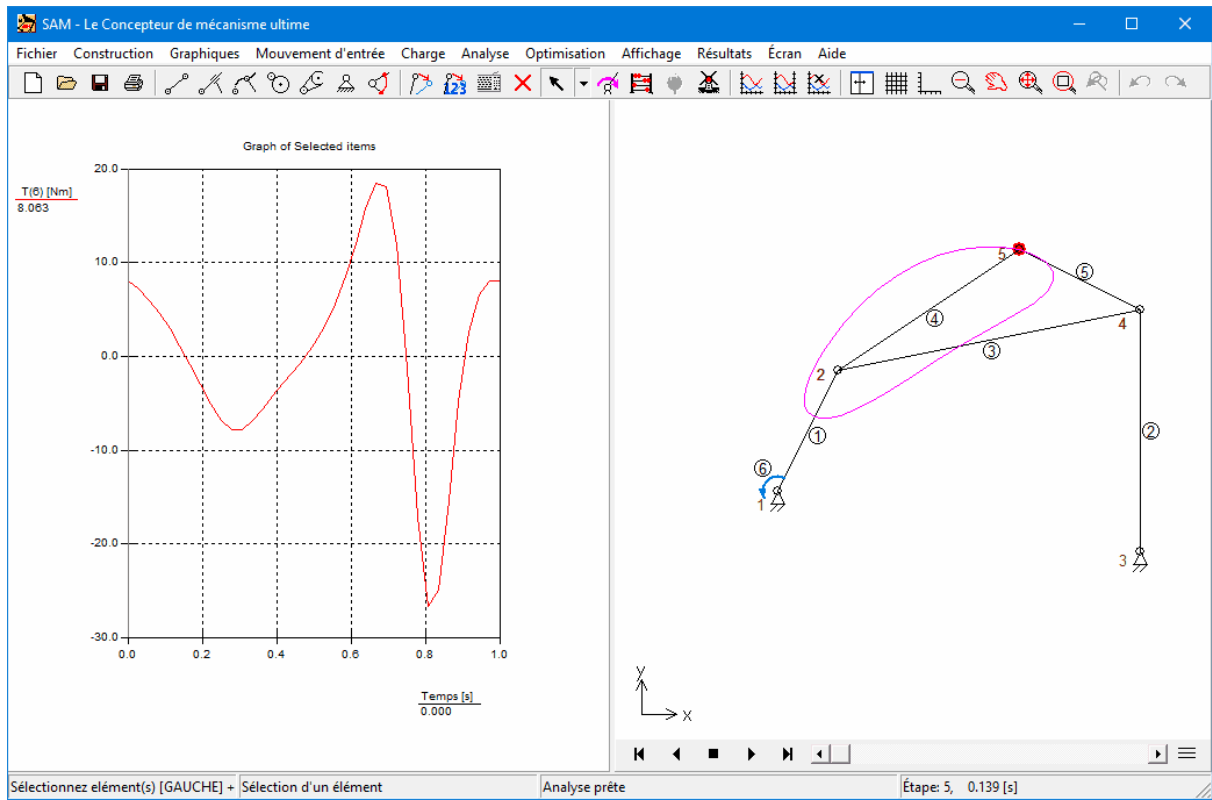 SAM - Le Concepteur de mécanisme ultime
Fichier Construction Graphiques Mouvement d'entrée Charge Analyse Optimisation Affichage Résultats Écran Aide
123
Graph of Selected items
T(6) [Nm]
8.063
20.0
10.0
0.0
-10.0
-20.0
-30.0
0.0 0.2 0.4 0.6 0.8 1.0
Temps [s]
0.000
5
5
4
4
3
2
1
2
6
1
3
y
x
Sélectionnez elément(s) [GAUCHE] + Sélection d'un élément Analyse prête Étape: 5, 0.139 [s]